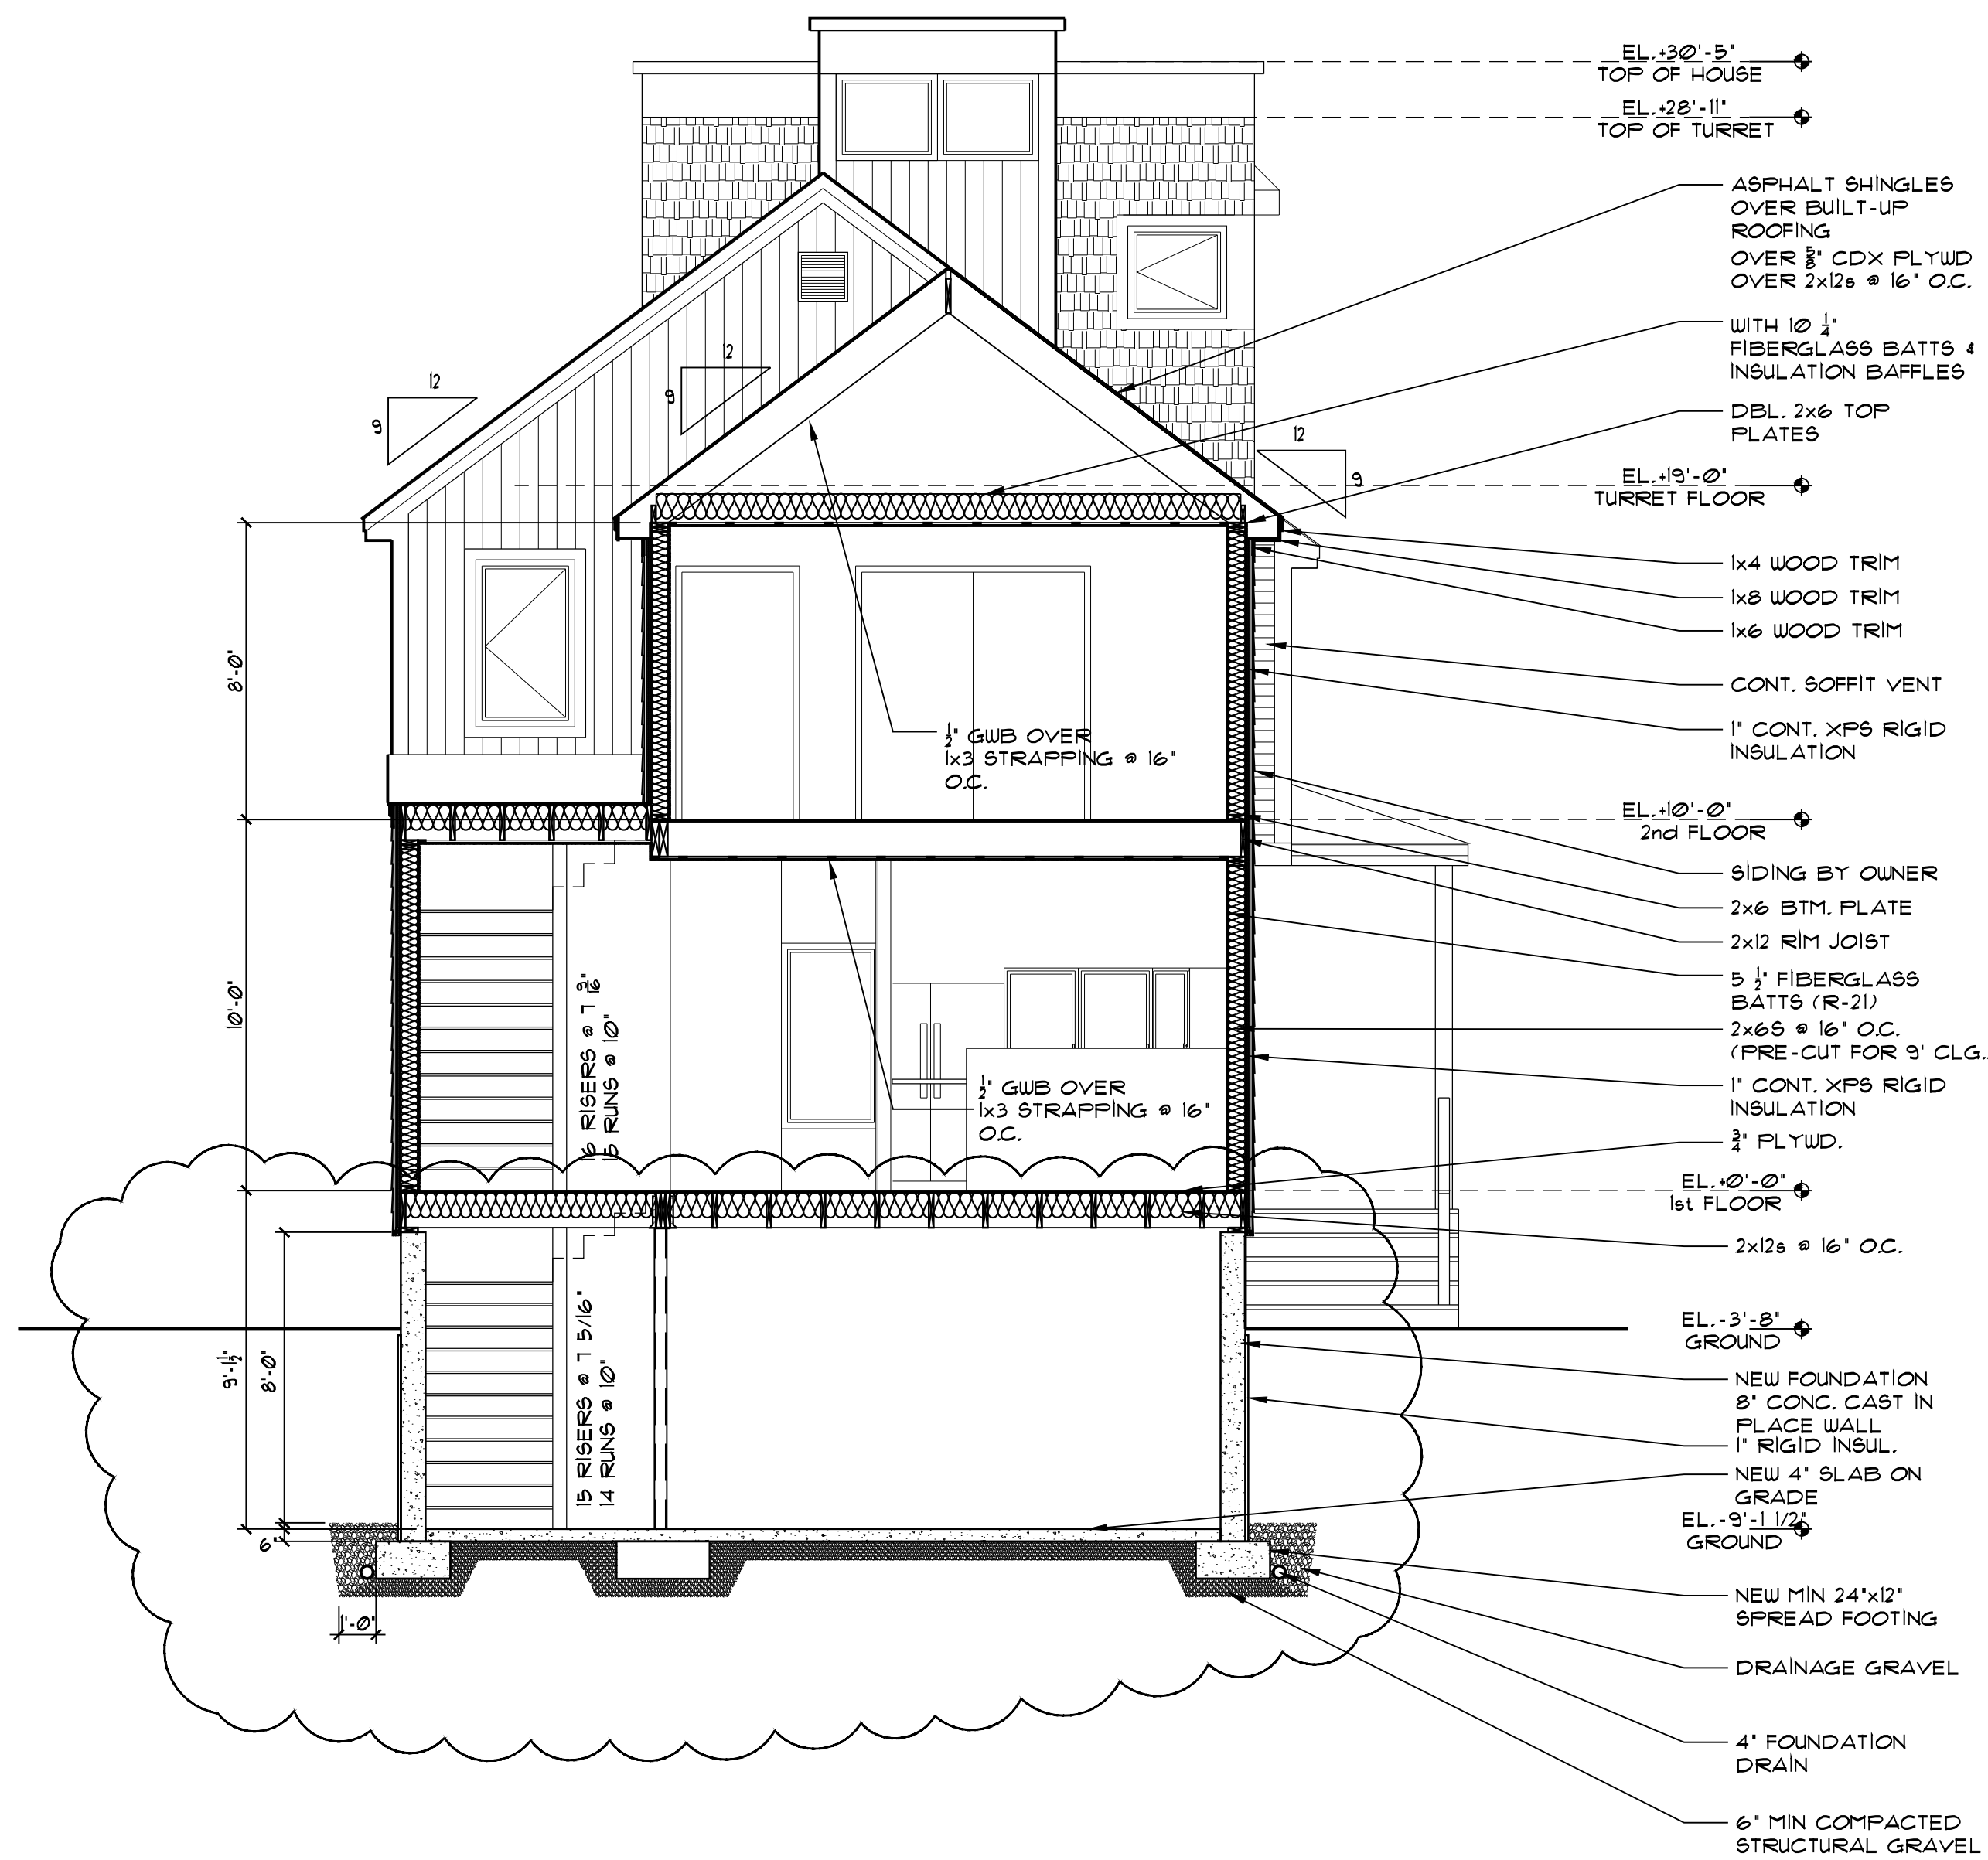 EL.+30'-5"
TOP OF HOUSE
EL.+28'-11"
TOP OF TURRET
ASPHALT SHINGLES
OVER BUILT-UP
ROOFING
OVER 5/8" CDX PLYWD
OVER 2x12s @ 16" O.C.
WITH 10 1/4"
FIBERGLASS BATTS &
INSULATION BAFFLES
DBL. 2x6 TOP
PLATES
EL.+19'-0"
TURRET FLOOR
1x4 WOOD TRIM
1x8 WOOD TRIM
1x6 WOOD TRIM
CONT. SOFFIT VENT
1" CONT. XPS RIGID
INSULATION
EL.+10'-0"
2nd FLOOR
SIDING BY OWNER
2x6 BTM. PLATE
2x12 RIM JOIST
5 1/2" FIBERGLASS
BATTS (R-21)
2x6S @ 16" O.C.
(PRE-CUT FOR 9' CLG.
1" CONT. XPS RIGID
INSULATION
3/4" PLYWD.
EL.+0'-0"
1st FLOOR
2x12s @ 16" O.C.
EL.-3'-8"
GROUND
NEW FOUNDATION
8" CONC. CAST IN
PLACE WALL
1" RIGID INSUL.
NEW 4" SLAB ON
GRADE
EL.-9'-1 1/2"
GROUND
NEW MIN 24"x12"
SPREAD FOOTING
DRAINAGE GRAVEL
4" FOUNDATION
DRAIN
6" MIN COMPACTED
STRUCTURAL GRAVEL
12
9
12
9
12
9
1/2" GWB OVER
1x3 STRAPPING @ 16"
O.C.
1/2" GWB OVER
1x3 STRAPPING @ 16"
O.C.
16 RISERS @ 7 9/16"
15 RUNS @ 10"
15 RISERS @ 7 5/16"
14 RUNS @ 10"
8'-0"
10'-0"
9'-1 1/2"
8'-0"
6"
1'-0"